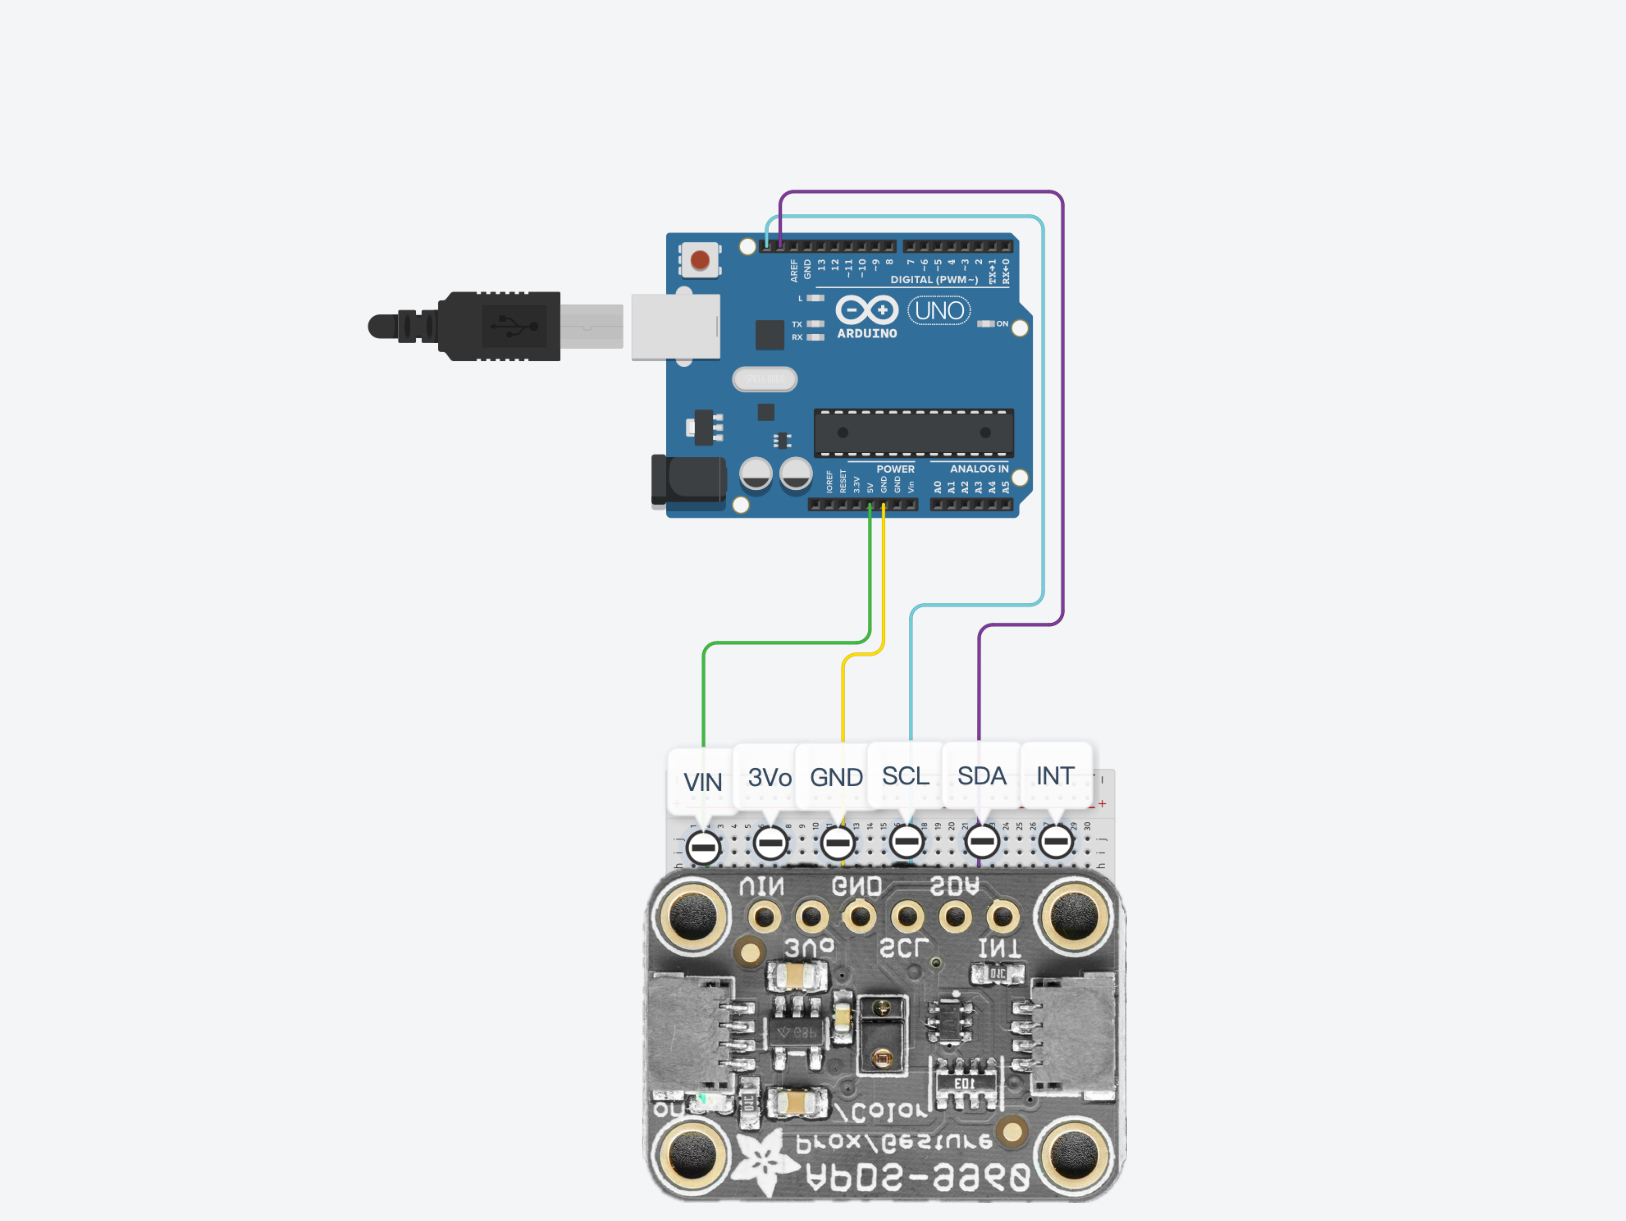 AREF
GND
13
12
~11
~10
~9
8
7
~6
~5
4
~3
2
TX→1
RX←0
DIGITAL (PWM~)
L
TX
RX
ARDUINO
UNO
ON
POWER
ANALOG IN
IOREF
RESET
3.3V
5V
GND
GND
Vin
A0
A1
A2
A3
A4
A5
VIN
3Vo
GND
SCL
SDA
INT
VIN
GND
SDA
3Vo
SCL
INT
103
on
/Color
Prox/Gesture
APDS-9960